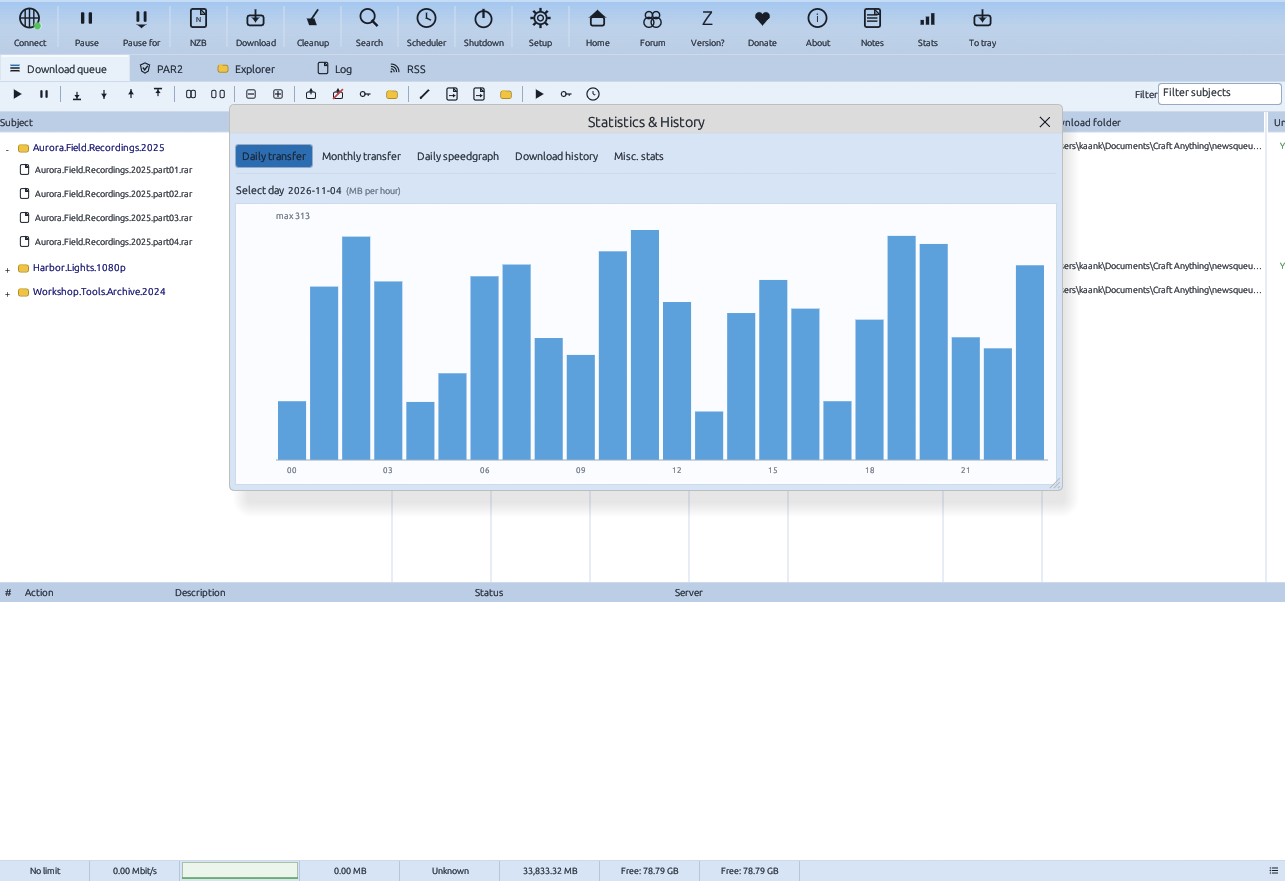 Connect Pause Pause for NZB Download Cleanup Search Scheduler Shutdown Setup Home Forum Version? Donate About Notes Stats To tray
Download queue PAR2 Explorer Log RSS
Filter Filter subjects
Statistics & History
Subject
Daily transfer Monthly transfer Daily speedgraph Download history Misc. stats
Select day 2026-11-04 (MB per hour)
max 313
00 03 06 09 12 15 18 21
Aurora.Field.Recordings.2025
Aurora.Field.Recordings.2025.part01.rar
Aurora.Field.Recordings.2025.part02.rar
Aurora.Field.Recordings.2025.part03.rar
Aurora.Field.Recordings.2025.part04.rar
Harbor.Lights.1080p
Workshop.Tools.Archive.2024
nload folder Un
ers\kaank\Documents\Craft Anything\newsqueu... Y
ers\kaank\Documents\Craft Anything\newsqueu... Y
ers\kaank\Documents\Craft Anything\newsqueu...
# Action Description Status Server
No limit 0.00 Mbit/s 0.00 MB Unknown 33,833.32 MB Free: 78.79 GB Free: 78.79 GB